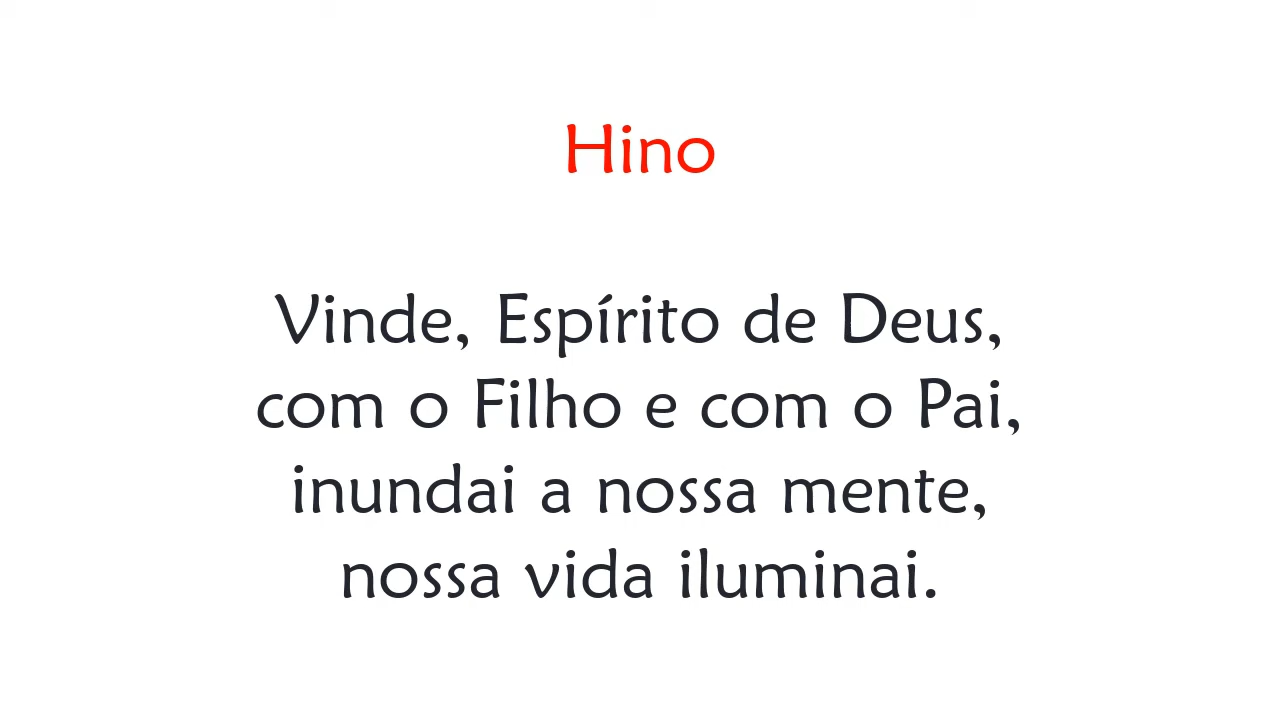 Hino
Vinde, Espírito de Deus,
com o Filho e com o Pai,
inundai a nossa mente,
nossa vida iluminai.